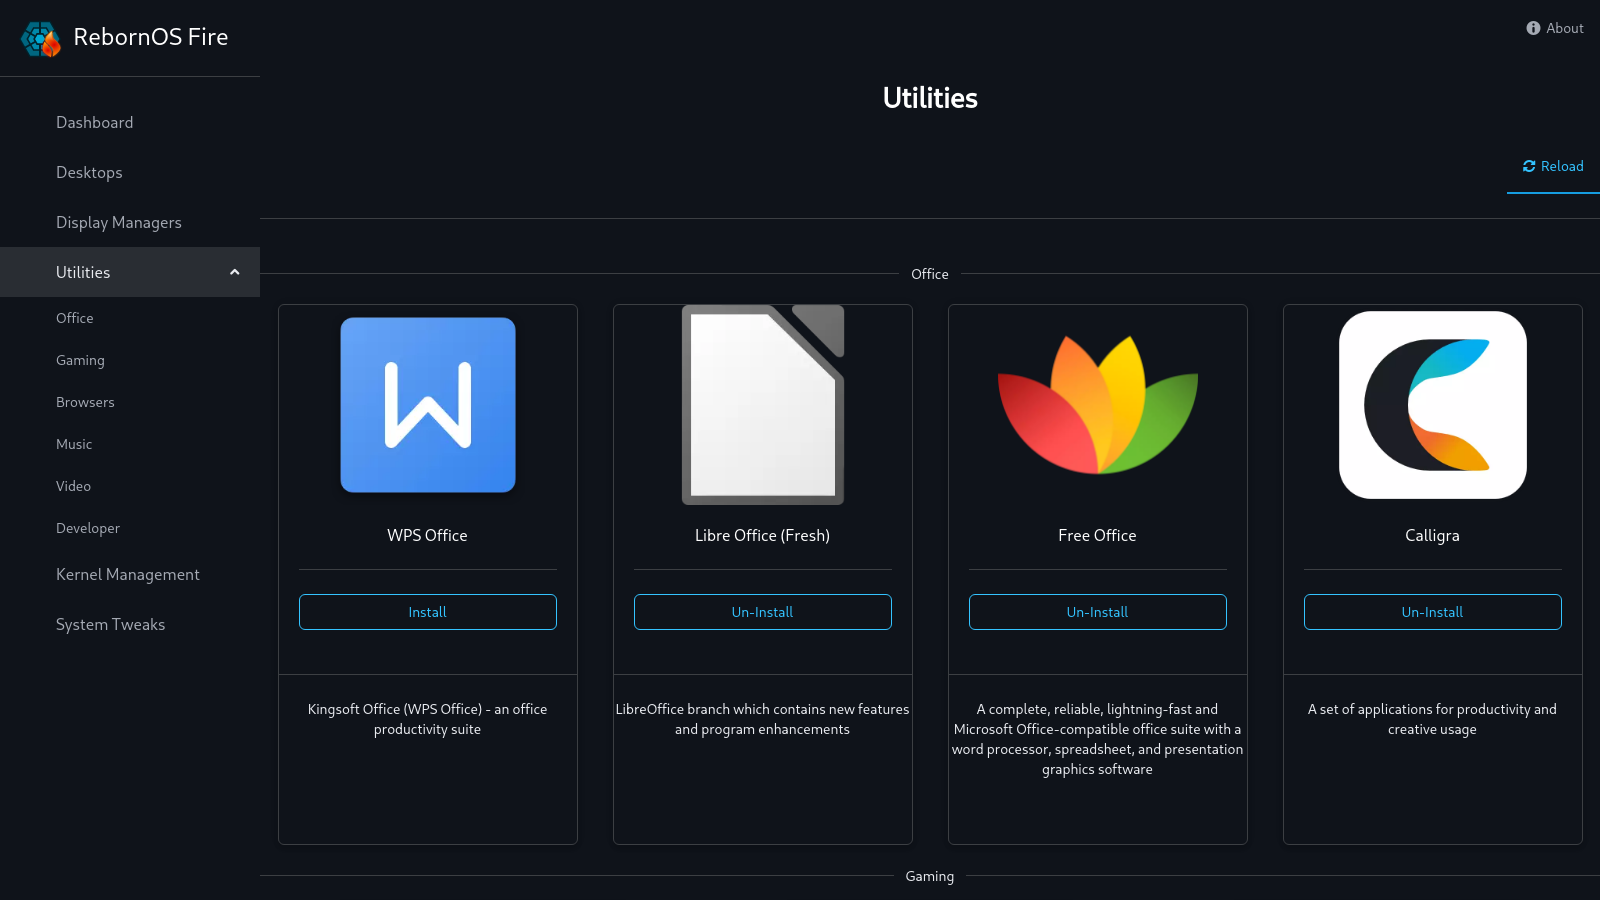 RebornOS Fire
About
Utilities
Reload
Dashboard
Desktops
Display Managers
Utilities
Office
Gaming
Browsers
Music
Video
Developer
Kernel Management
System Tweaks
Office
WPS Office
Install
Kingsoft Office (WPS Office) - an office
productivity suite
Libre Office (Fresh)
Un-Install
LibreOffice branch which contains new features
and program enhancements
Free Office
Un-Install
A complete, reliable, lightning-fast and
Microsoft Office-compatible office suite with a
word processor, spreadsheet, and presentation
graphics software
Calligra
Un-Install
A set of applications for productivity and
creative usage
Gaming